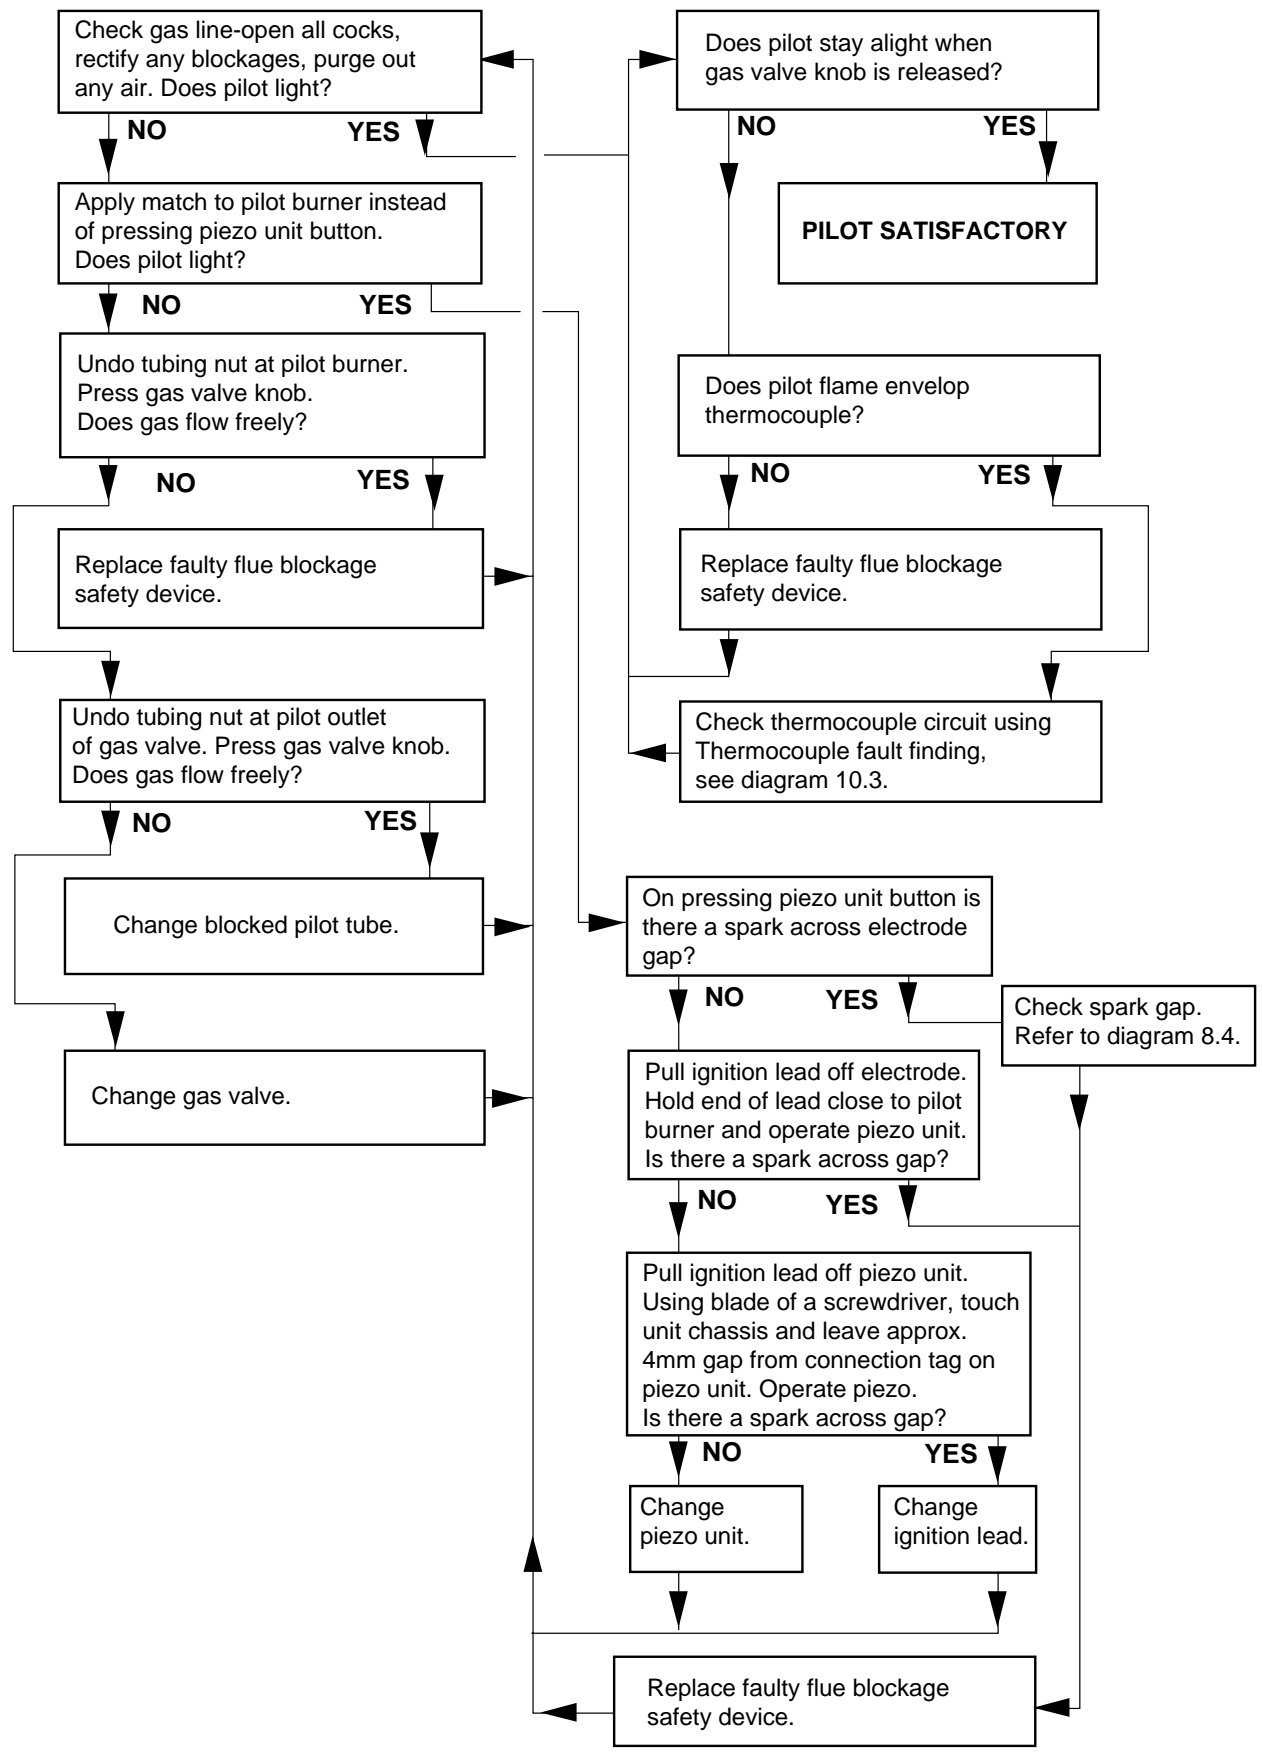 Check gas line-open all cocks,
rectify any blockages, purge out
any air. Does pilot light?
NO
YES
Apply match to pilot burner instead
of pressing piezo unit button.
Does pilot light?
NO
YES
Undo tubing nut at pilot burner.
Press gas valve knob.
Does gas flow freely?
NO
YES
Replace faulty flue blockage
safety device.
Undo tubing nut at pilot outlet
of gas valve. Press gas valve knob.
Does gas flow freely?
NO
YES
Change blocked pilot tube.
Change gas valve.
Does pilot stay alight when
gas valve knob is released?
NO
YES
PILOT SATISFACTORY
Does pilot flame envelop
thermocouple?
NO
YES
Replace faulty flue blockage
safety device.
Check thermocouple circuit using
Thermocouple fault finding,
see diagram 10.3.
On pressing piezo unit button is
there a spark across electrode
gap?
NO
YES
Check spark gap.
Refer to diagram 8.4.
Pull ignition lead off electrode.
Hold end of lead close to pilot
burner and operate piezo unit.
Is there a spark across gap?
NO
YES
Pull ignition lead off piezo unit.
Using blade of a screwdriver, touch
unit chassis and leave approx.
4mm gap from connection tag on
piezo unit. Operate piezo.
Is there a spark across gap?
NO
YES
Change
piezo unit.
Change
ignition lead.
Replace faulty flue blockage
safety device.